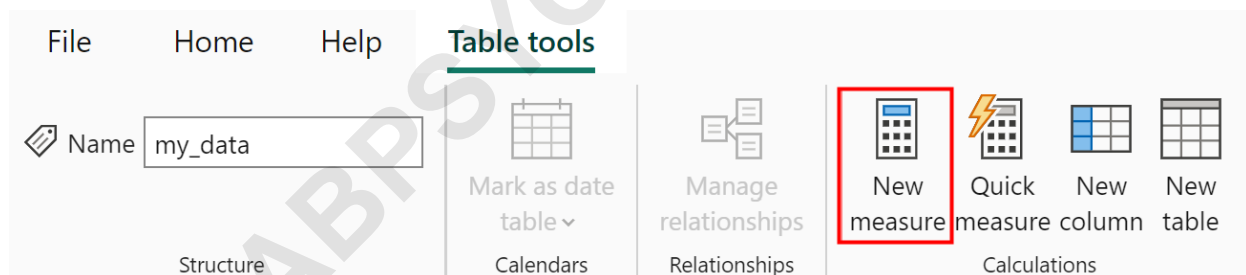 File Home Help Table tools
Name my_data
Mark as date table
Manage relationships
New measure
Quick measure
New column
New table
Structure Calendars Relationships Calculations
ABPSYC